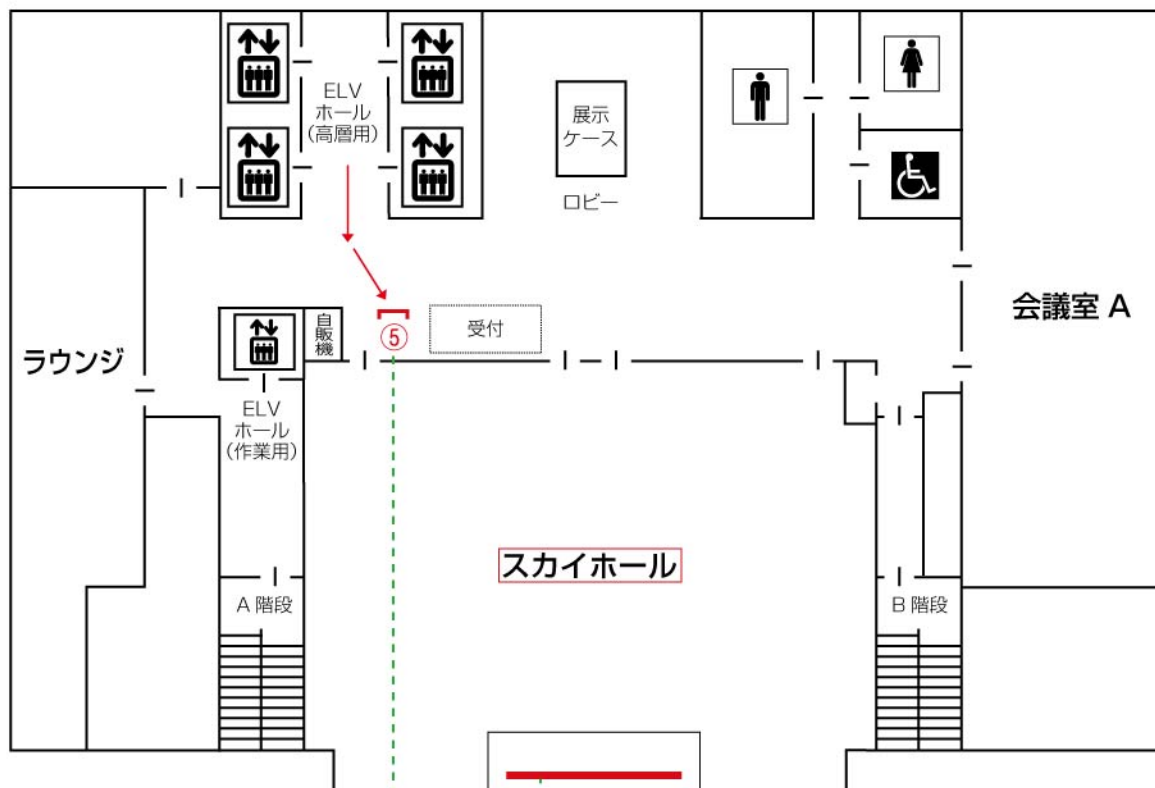 ELV
ホール
（高層用）
展示
ケース
ロビー
会議室 A
自
販
機
⑤
受付
ラウンジ
ELV
ホール
（作業用）
スカイホール
A 階段
B 階段